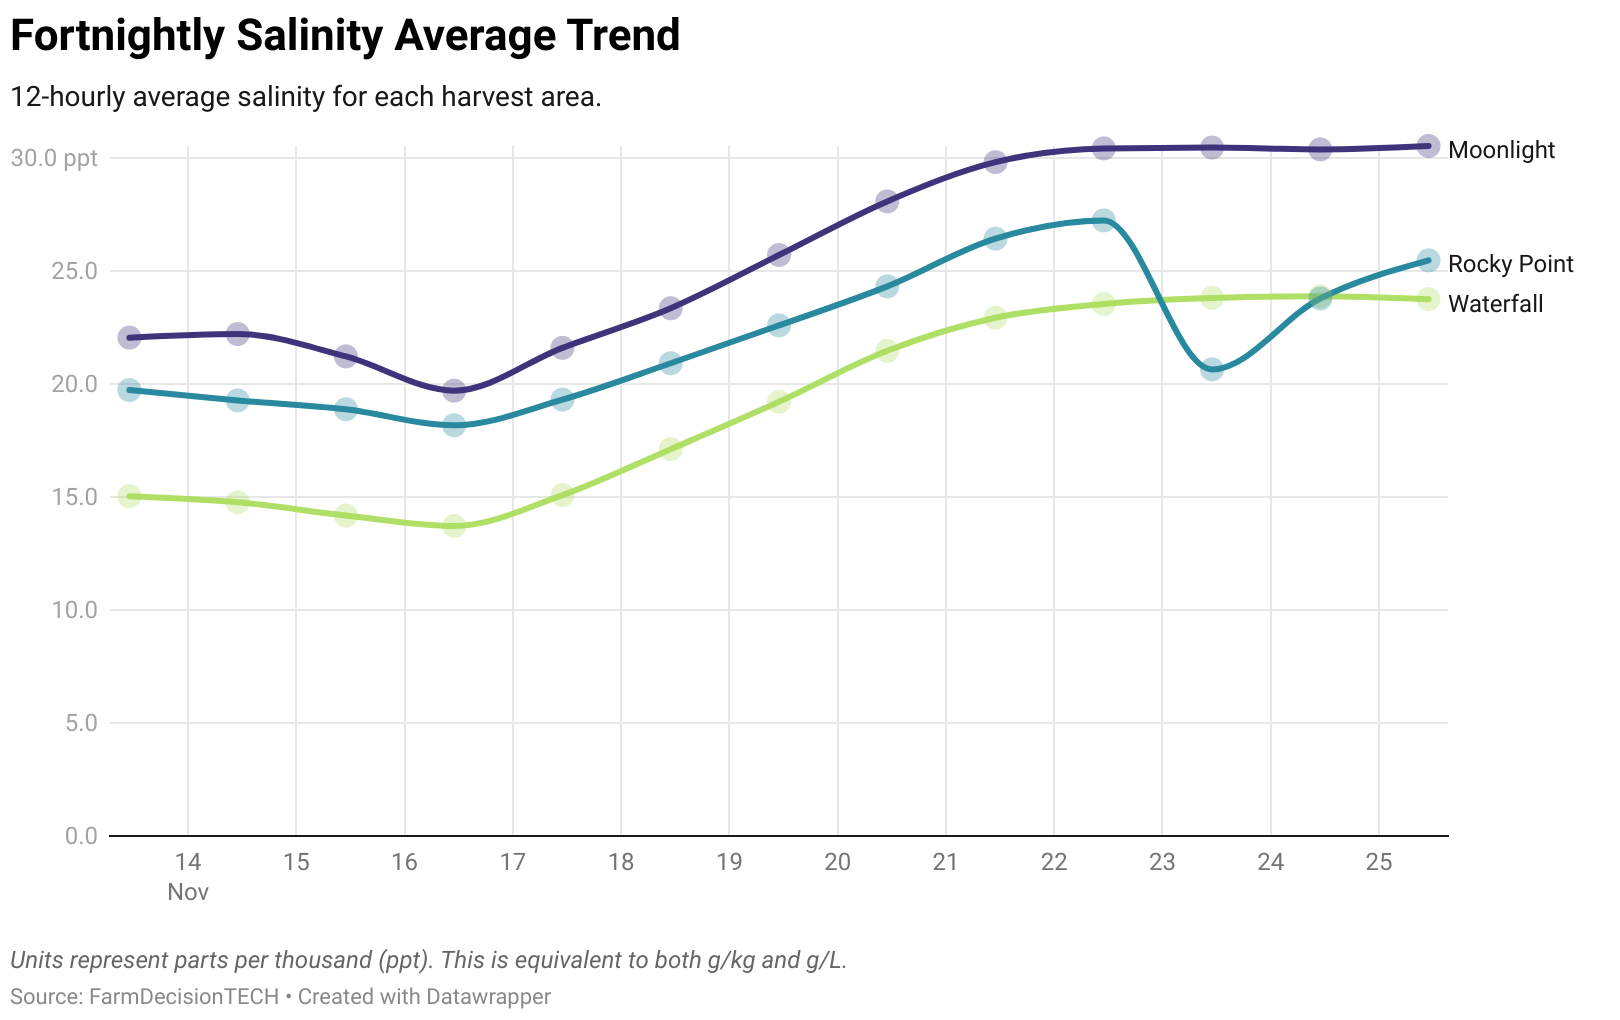 Fortnightly Salinity Average Trend
12-hourly average salinity for each harvest area.
30.0 ppt
25.0
20.0
15.0
10.0
5.0
0.0
Moonlight
Rocky Point
Waterfall
14 15 16 17 18 19 20 21 22 23 24 25
Nov
Units represent parts per thousand (ppt). This is equivalent to both g/kg and g/L.
Source: FarmDecisionTECH • Created with Datawrapper